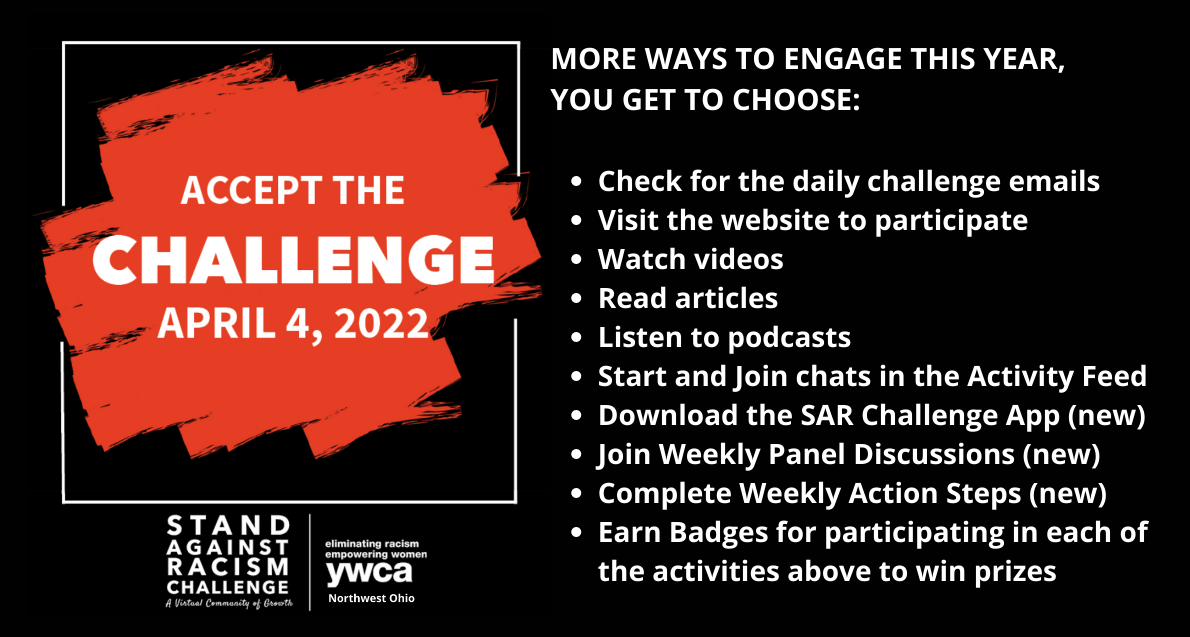 ACCEPT THE
CHALLENGE
APRIL 4, 2022
STAND
AGAINST
RACISM
CHALLENGE
A Virtual Community of Growth
eliminating racism
empowering women
ywca
Northwest Ohio
MORE WAYS TO ENGAGE THIS YEAR,
YOU GET TO CHOOSE:
• Check for the daily challenge emails
• Visit the website to participate
• Watch videos
• Read articles
• Listen to podcasts
• Start and Join chats in the Activity Feed
• Download the SAR Challenge App (new)
• Join Weekly Panel Discussions (new)
• Complete Weekly Action Steps (new)
• Earn Badges for participating in each of
the activities above to win prizes